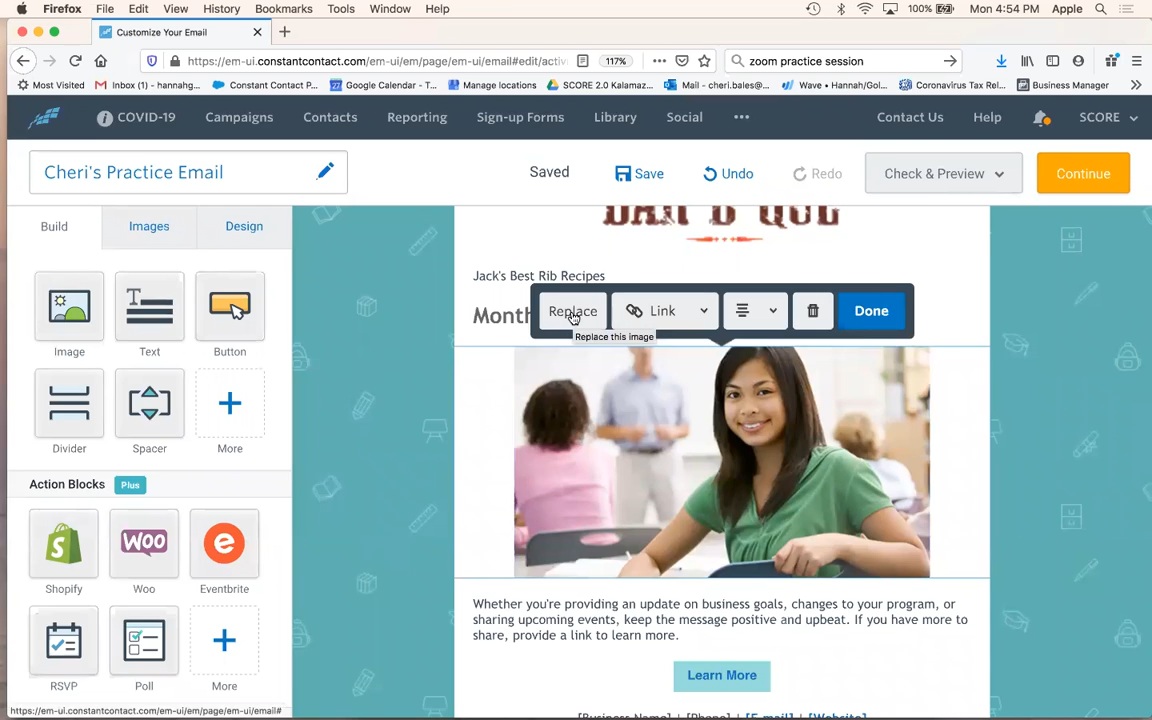 Firefox File Edit View History Bookmarks Tools Window Help 100% Mon 4:54 PM Apple
Customize Your Email
https://em-ui.constantcontact.com/em-ui/em/page/em-ui/email#edit/activ 117% zoom practice session
Most Visited Inbox (1) - hannahg... Constant Contact P... Google Calendar - T... Manage locations SCORE 2.0 Kalamaz... Mail - cheri.bales@... Wave • Hannah/Gol... Coronavirus Tax Rel... Business Manager
COVID-19 Campaigns Contacts Reporting Sign-up Forms Library Social Contact Us Help SCORE
Cheri's Practice Email Saved Save Undo Redo Check & Preview Continue
Build Images Design
BAR B QUE
Jack's Best Rib Recipes
Month
Replace Link Done
Replace this image
Image Text Button
Divider Spacer More
Action Blocks Plus
Shopify Woo Eventbrite
RSVP Poll More
Whether you're providing an update on business goals, changes to your program, or
sharing upcoming events, keep the message positive and upbeat. If you have more to
share, provide a link to learn more.
Learn More
[Business Name] | [Phone] | [E-mail] | [Website]
https://em-ui.constantcontact.com/em-ui/em/page/em-ui/email#